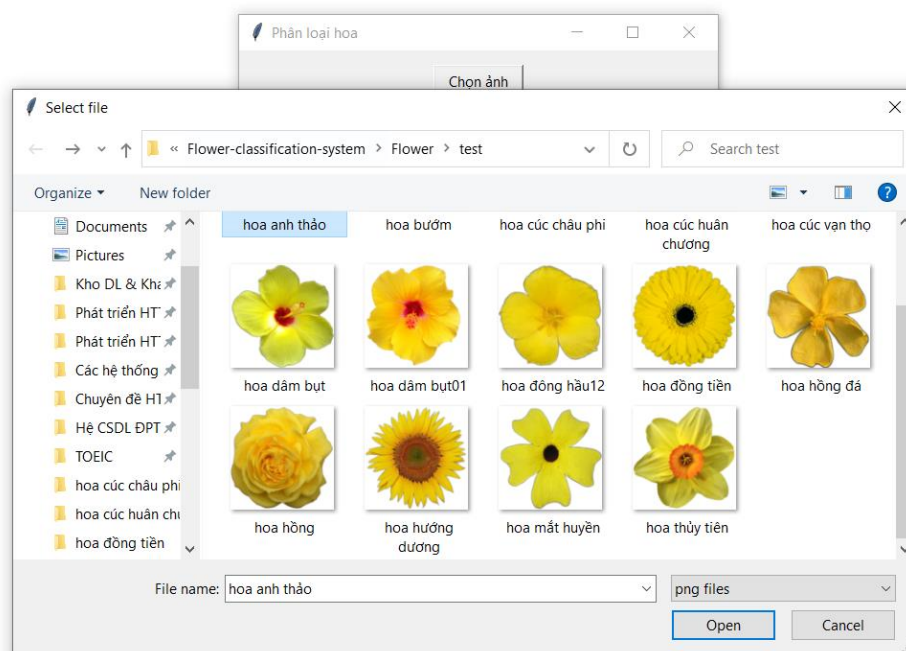 Phân loại hoa
Chọn ảnh
Select file
« Flower-classification-system > Flower > test
Search test
Organize
New folder
?
Documents
Pictures
Kho DL & Kha
Phát triển HT
Phát triển HT
Các hệ thống
Chuyên đề HT
Hệ CSDL ĐPT
TOEIC
hoa cúc châu phi
hoa cúc huân chư
hoa đồng tiền
hoa anh thảo
hoa bướm
hoa cúc châu phi
hoa cúc huân
chương
hoa cúc vạn thọ
hoa dâm bụt
hoa dâm bụt01
hoa đông hầu12
hoa đồng tiền
hoa hồng đá
hoa hồng
hoa hướng
dương
hoa mắt huyền
hoa thủy tiên
File name:
hoa anh thảo
png files
Open
Cancel